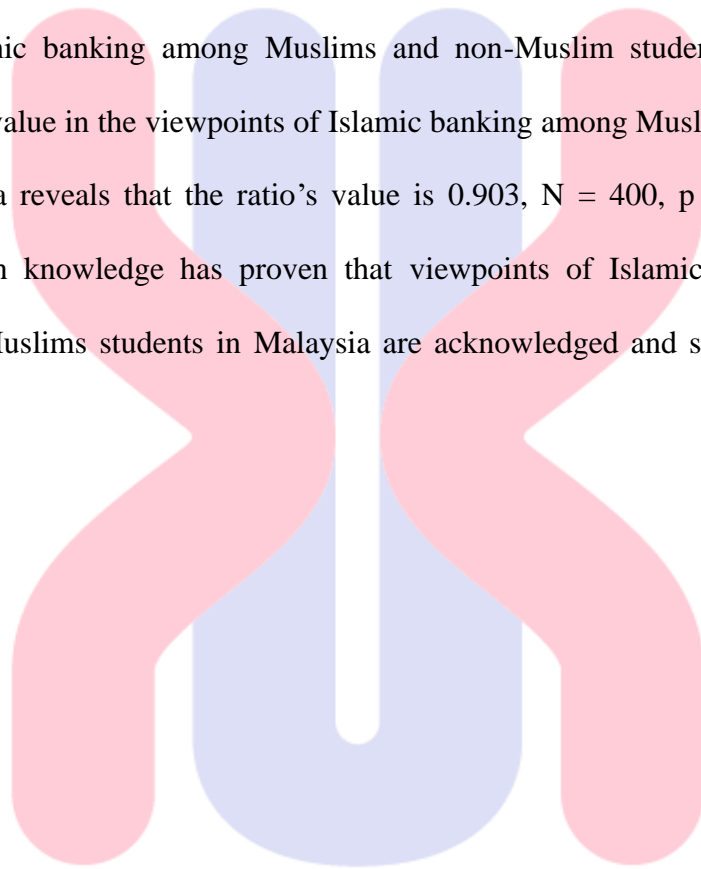 nic banking among Muslims and non-Muslim studen
value in the viewpoints of Islamic banking among Musl
a reveals that the ratio's value is 0.903, N = 400, p
n knowledge has proven that viewpoints of Islamic
Muslims students in Malaysia are acknowledged and s